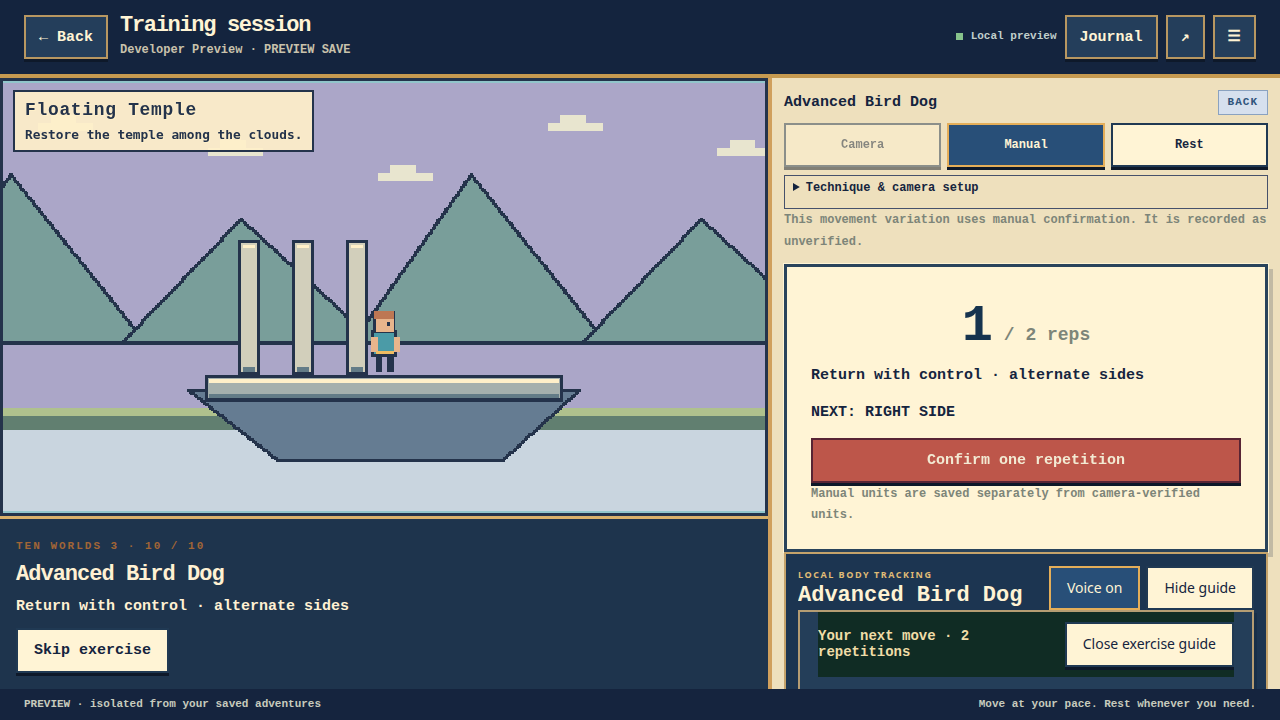 ← Back
Training session
Developer Preview · PREVIEW SAVE
Local preview
Journal
↗
☰
Floating Temple
Restore the temple among the clouds.
Advanced Bird Dog
BACK
Camera
Manual
Rest
▶ Technique & camera setup
This movement variation uses manual confirmation. It is recorded as
unverified.
1 / 2 reps
Return with control · alternate sides
NEXT: RIGHT SIDE
Confirm one repetition
Manual units are saved separately from camera-verified
units.
TEN WORLDS 3 · 10 / 10
Advanced Bird Dog
Return with control · alternate sides
Skip exercise
LOCAL BODY TRACKING
Advanced Bird Dog
Voice on
Hide guide
Your next move · 2
repetitions
Close exercise guide
PREVIEW · isolated from your saved adventures
Move at your pace. Rest whenever you need.